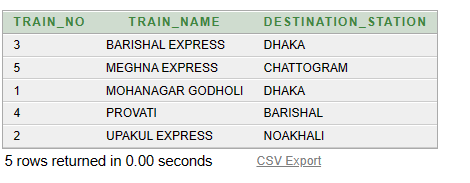 TRAIN_NO TRAIN_NAME DESTINATION_STATION
3 BARISHAL EXPRESS DHAKA
5 MEGHNA EXPRESS CHATTOGRAM
1 MOHANAGAR GODHOLI DHAKA
4 PROVATI BARISHAL
2 UPAKUL EXPRESS NOAKHALI
5 rows returned in 0.00 seconds CSV Export